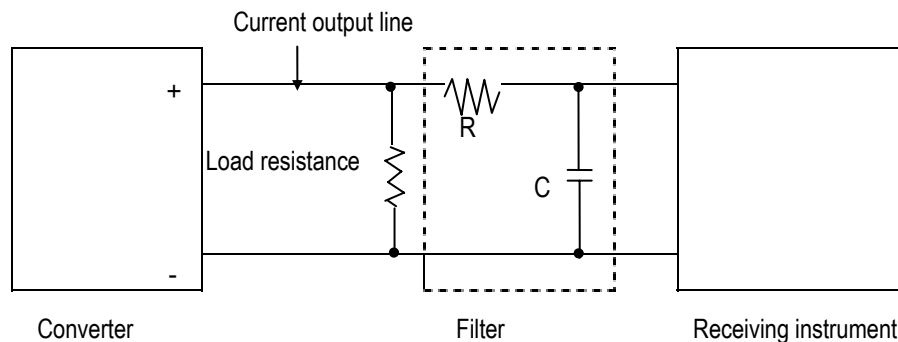 Current output line
+
R
Load resistance
C
-
Converter
Filter
Receiving instrument